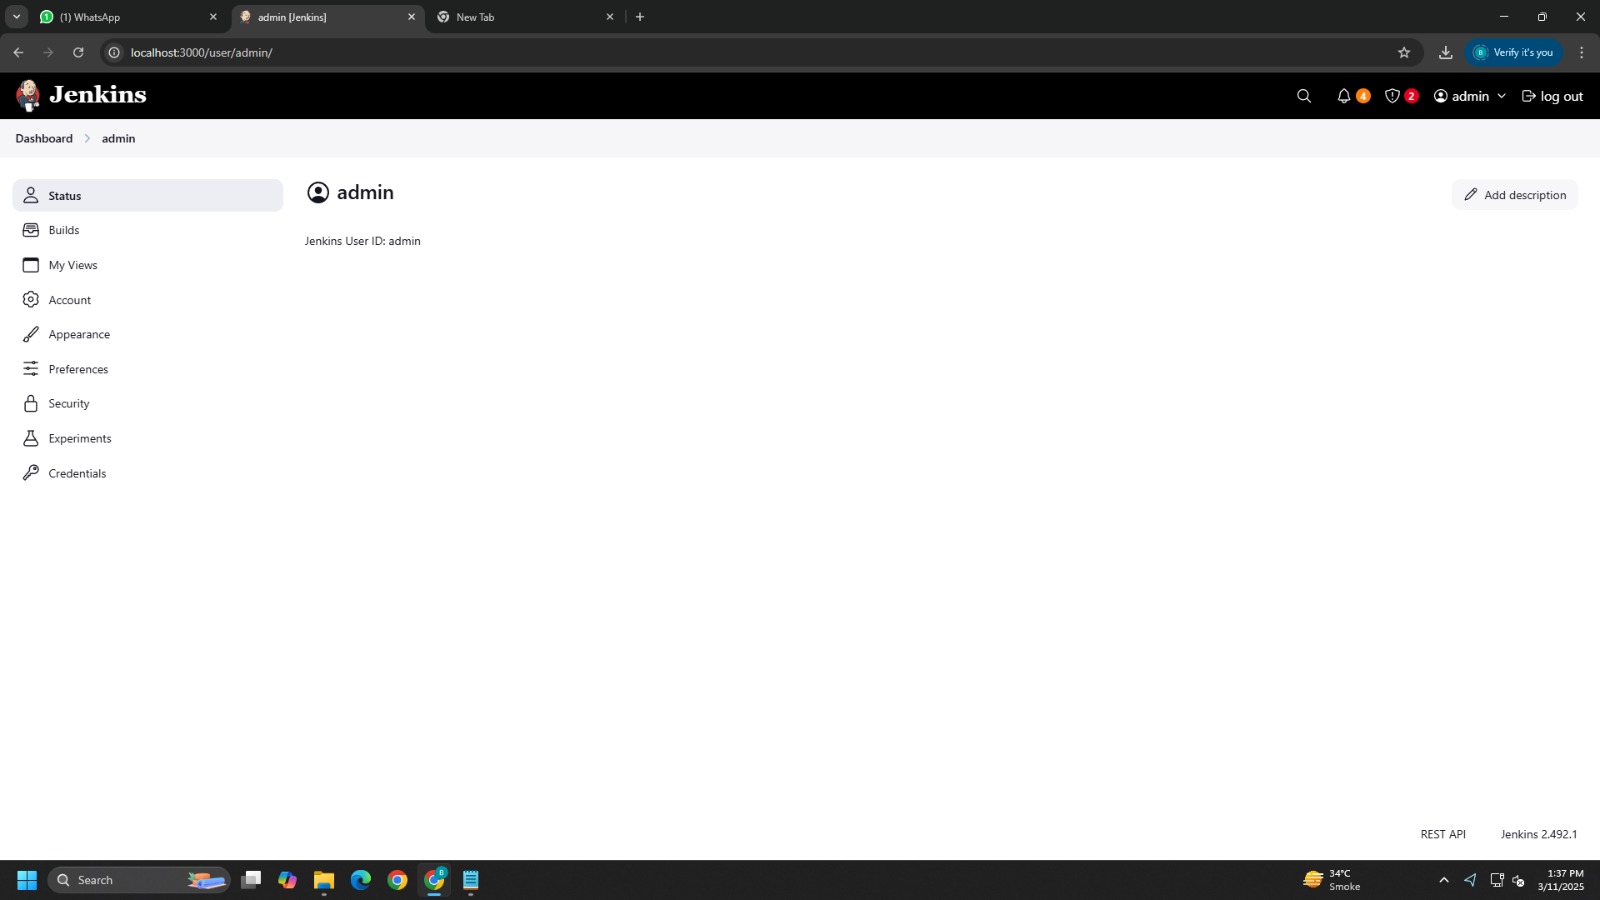 (1) WhatsApp
admin [Jenkins]
New Tab
localhost:3000/user/admin/
Verify it's you
Jenkins
4
2
admin
log out
Dashboard
admin
Status
admin
Add description
Builds
Jenkins User ID: admin
My Views
Account
Appearance
Preferences
Security
Experiments
Credentials
REST API
Jenkins 2.492.1
Search
34°C
Smoke
1:37 PM
3/11/2025